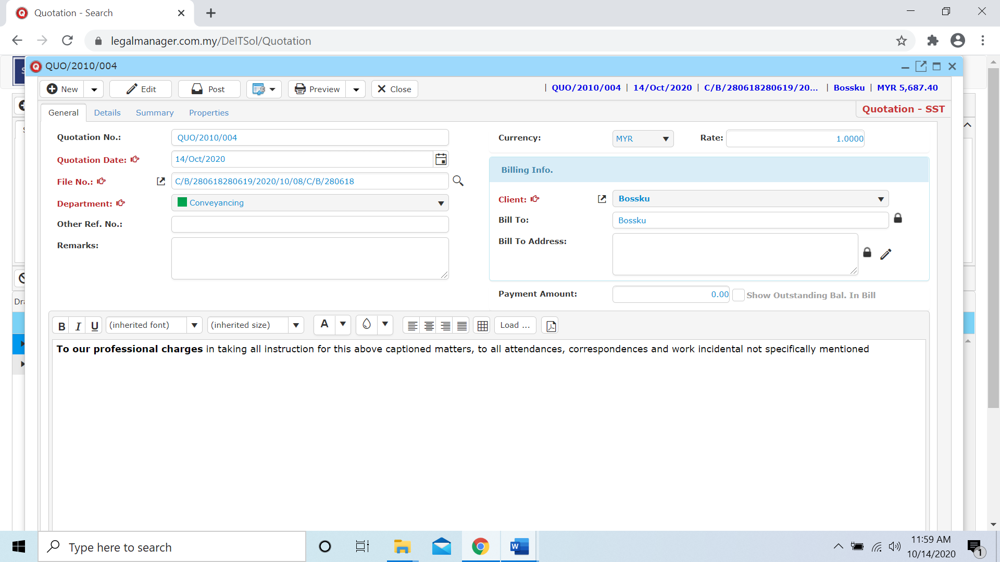 Quotation - Search
legalmanager.com.my/DeITSol/Quotation
QUO/2010/004
New Edit Post Preview Close | QUO/2010/004 | 14/Oct/2020 | C/B/280618280619/20... | Bossku | MYR 5,687.40
General Details Summary Properties Quotation - SST
Quotation No.: QUO/2010/004 Currency: MYR Rate: 1.0000
Quotation Date: 14/Oct/2020
Billing Info.
File No.: C/B/280618280619/2020/10/08/C/B/280618
Client: Bossku
Department: Conveyancing
Bill To: Bossku
Other Ref. No.:
Bill To Address:
Remarks:
Payment Amount: 0.00 Show Outstanding Bal. In Bill
B I U (inherited font) (inherited size) A Load ...
To our professional charges in taking all instruction for this above captioned matters, to all attendances, correspondences and work incidental not specifically mentioned
Type here to search
11:59 AM
10/14/2020
1